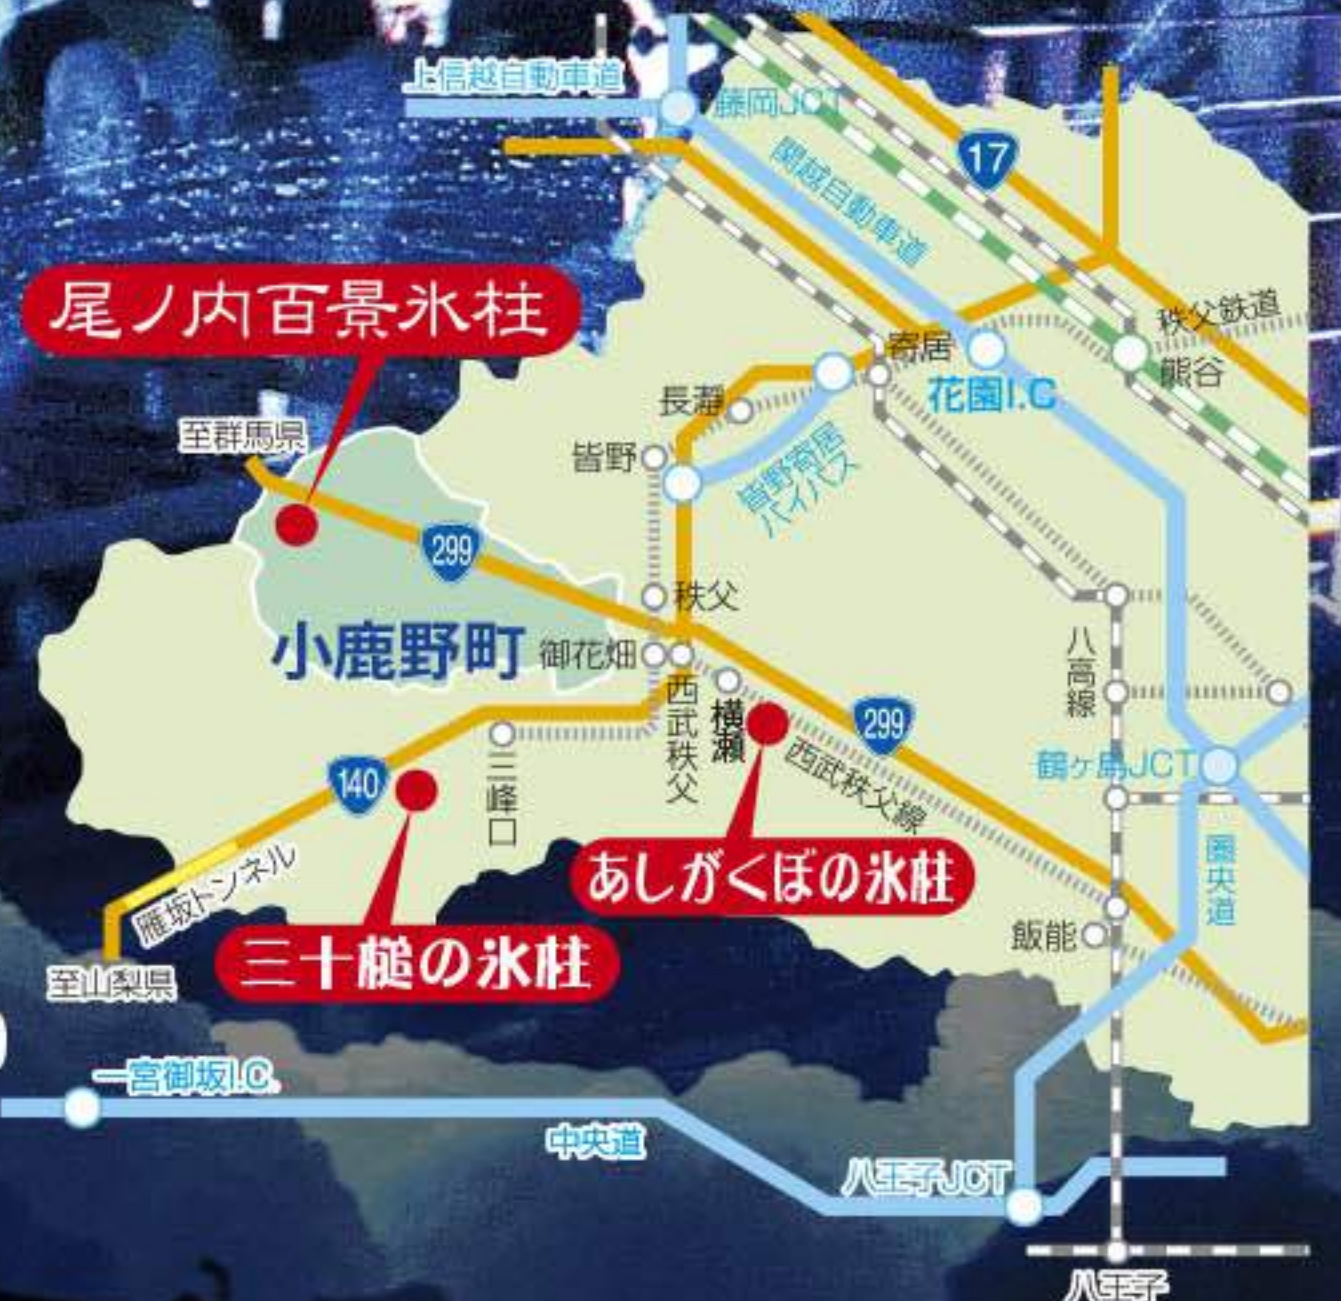 上信越自動車道
藤岡JCT
関越自動車道
17
尾ノ内百景氷柱
秩父鉄道
寄居
熊谷
花園I.C
長瀞
至群馬県
皆野
皆野寄居
バイパス
299
秩父
小鹿野町
御花畑
西武秩父
横瀬
八高線
299
西武秩父線
鶴ヶ島JCT
140
三峰口
圏央道
あしがくぼの氷柱
雁坂トンネル
飯能
三十槌の氷柱
至山梨県
一宮御坂I.C.
中央道
八王子JCT
八王子